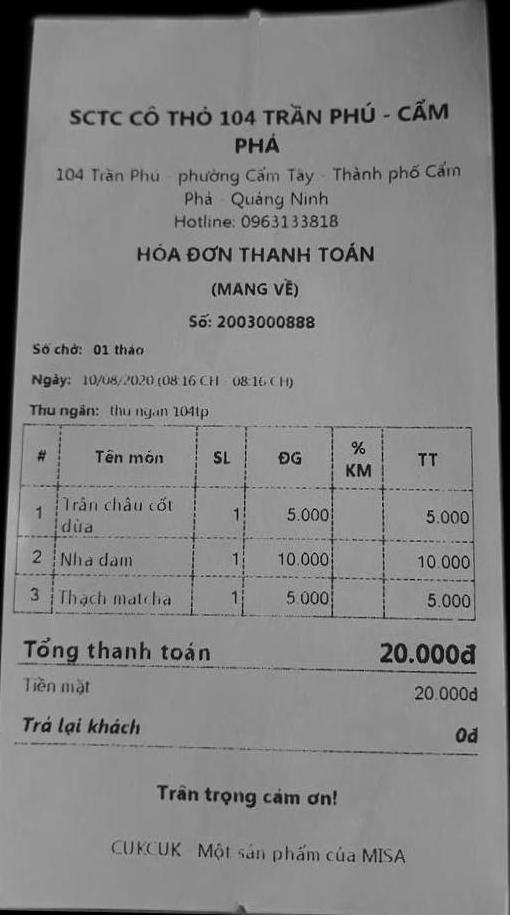 SCTC CÔ THỎ 104 TRẦN PHÚ - CẨM
PHẢ
104 Trần Phú - phường Cẩm Tây - Thành phố Cẩm
Phả - Quảng Ninh
Hotline: 0963133818
HÓA ĐƠN THANH TOÁN
(MANG VỀ)
Số: 2003000888
Số chờ: 01 thảo
Ngày: 10/08/2020 (08:16 CH - 08:16 CH)
Thu ngân: thu ngan 104tp
# Tên món SL ĐG % KM TT
1 Trân châu cốt dừa 1 5.000 5.000
2 Nha đam 1 10.000 10.000
3 Thạch matcha 1 5.000 5.000
Tổng thanh toán 20.000đ
Tiền mặt 20.000đ
Trả lại khách 0đ
Trân trọng cảm ơn!
CUKCUK - Một sản phẩm của MISA